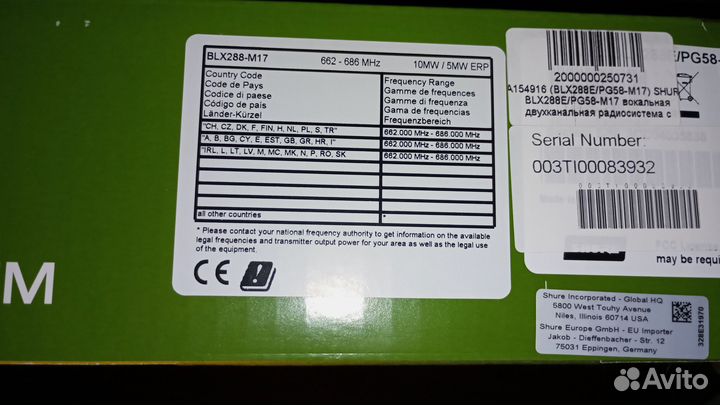 BLX288-M17 662 - 686 MHz 10MW / 5MW ERP
Country Code
Code de Pays
Codice di paese
Código de país
Länder-Kürzel
Frequency Range
Gamme de frequences
Gamme di frequenza
Gama de frequencias
Frequenzbereich
"CH, CZ, DK, F, FIN, H, NL, PL, S, TR" 662.000 MHz - 686.000 MHz
"A, B, BG, CY, E, EST, GB, GR, HR, I" 662.000 MHz - 686.000 MHz
"IRL, L, LT, LV, M, MC, MK, N, P, RO, SK 662.000 MHz - 686.000 MHz
all other countries *
* Please contact your national frequency authority to get information on the available
legal frequencies and transmitter output power for your area as well as the legal use
of the equipment.
CE
M
88E/PG58-
2000000250731
A154916 (BLX288E/PG58-M17) SHUR
BLX288E/PG58-M17 вокальная
двухканальная радиосистема с
Serial Number:
003TI00083932
may be requi
Shure Incorporated - Global HQ
5800 West Touhy Avenue
Niles, Illinois 60714 USA
Shure Europe GmbH - EU Importer
Jakob - Dieffenbacher - Str. 12
75031 Eppingen, Germany
328E31970
Avito